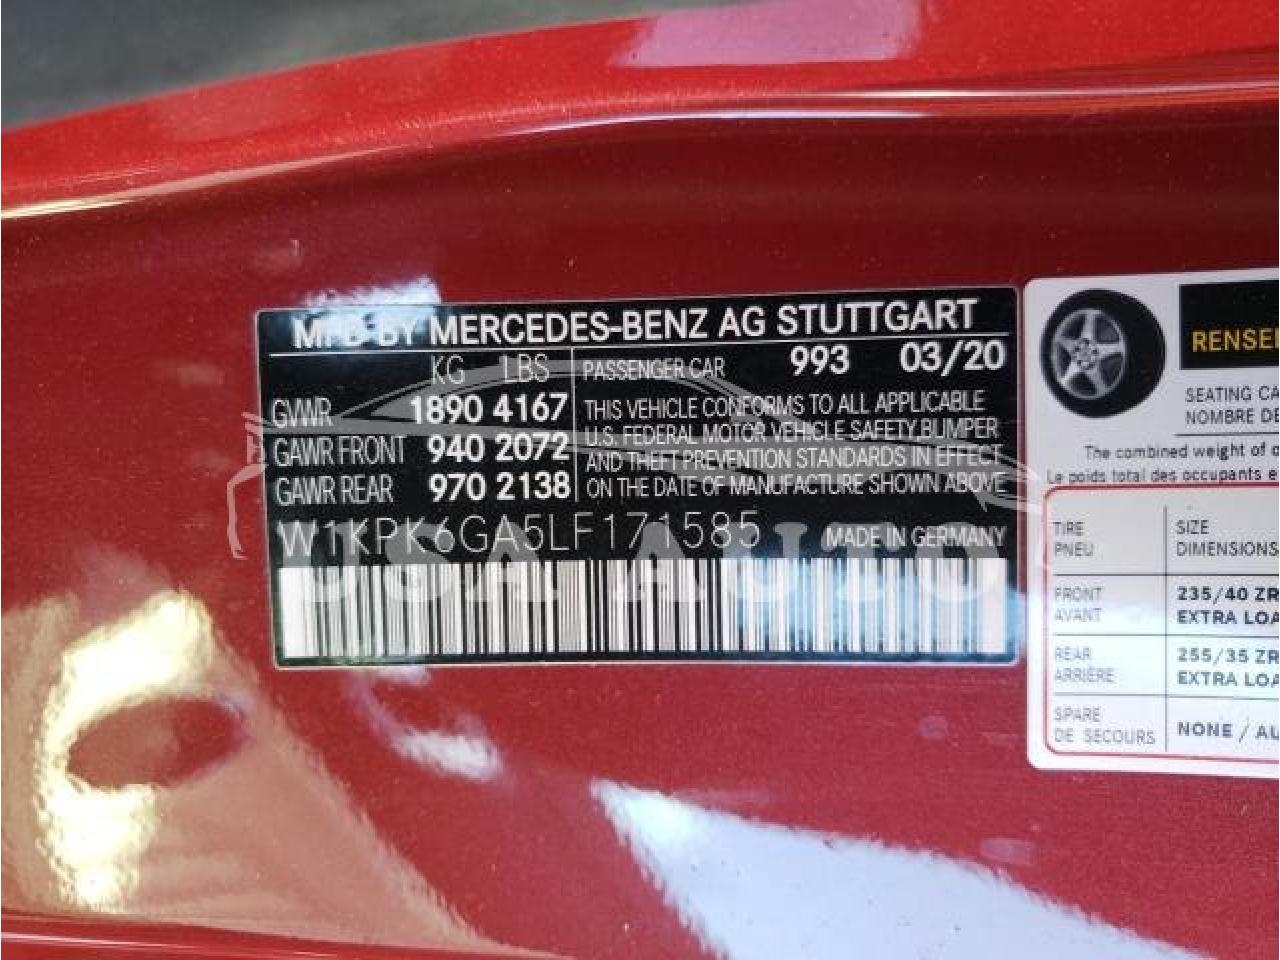 MFD BY MERCEDES-BENZ AG STUTTGART
KG LBS PASSENGER CAR 993 03/20
GVWR 1890 4167
GAWR FRONT 940 2072
GAWR REAR 970 2138
THIS VEHICLE CONFORMS TO ALL APPLICABLE
U.S. FEDERAL MOTOR VEHICLE SAFETY, BUMPER
AND THEFT PREVENTION STANDARDS IN EFFECT
ON THE DATE OF MANUFACTURE SHOWN ABOVE
W1KPK6GA5LF171585 MADE IN GERMANY
USA AUTO
RENSEI
SEATING CA
NOMBRE DE
The combined weight of o
Le poids total des occupants e
TIRE SIZE
PNEU DIMENSIONS
FRONT 235/40 ZR
AVANT EXTRA LOA
REAR 255/35 ZR
ARRIÈRE EXTRA LOA
SPARE NONE / AU
DE SECOURS